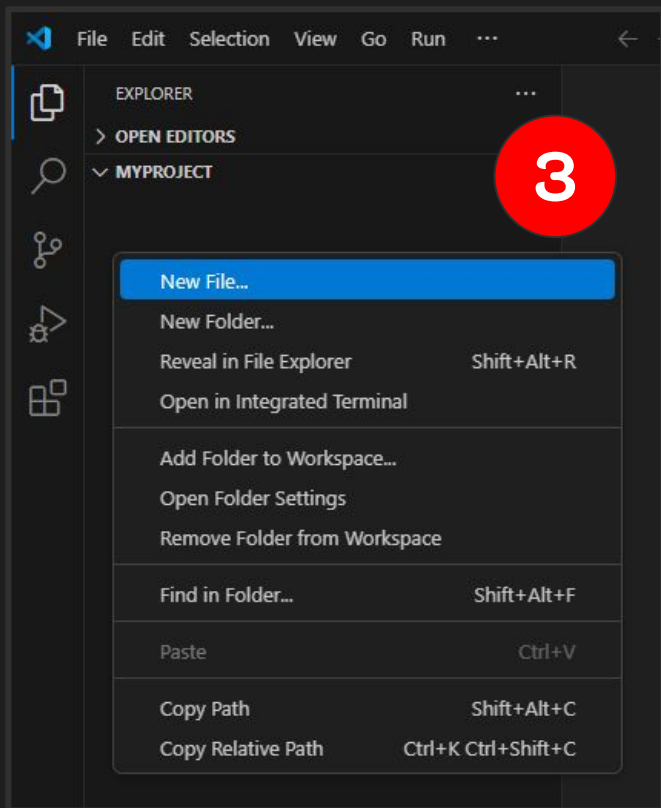 File Edit Selection View Go Run ...
EXPLORER ...
OPEN EDITORS
MYPROJECT
3
New File...
New Folder...
Reveal in File Explorer Shift+Alt+R
Open in Integrated Terminal
Add Folder to Workspace...
Open Folder Settings
Remove Folder from Workspace
Find in Folder... Shift+Alt+F
Paste Ctrl+V
Copy Path Shift+Alt+C
Copy Relative Path Ctrl+K Ctrl+Shift+C